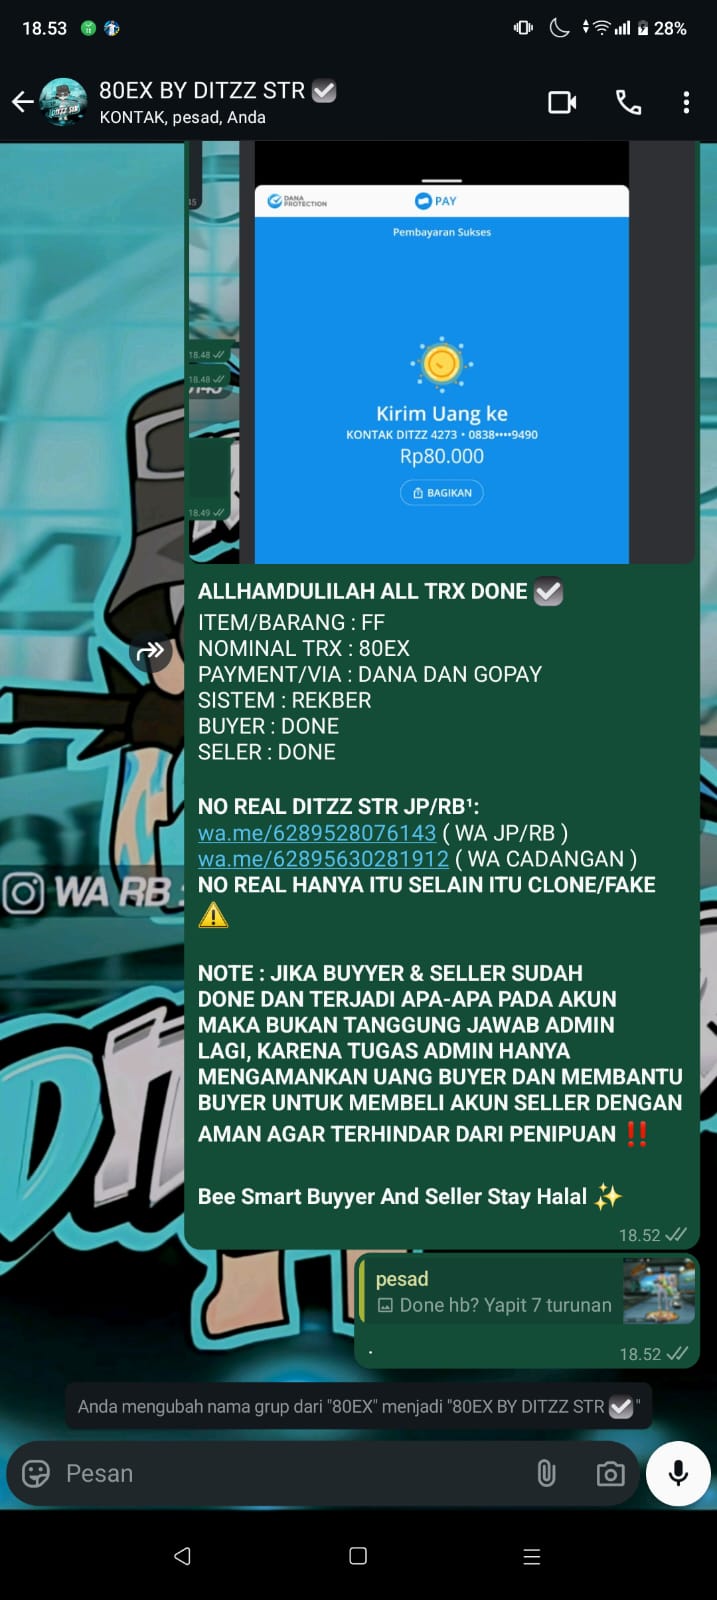 18.53
28%
80EX BY DITZZ STR ✅
KONTAK, pesad, Anda
DANA
PROTECTION
PAY
Pembayaran Sukses
18.48
18.48
18.49
Kirim Uang ke
KONTAK DITZZ 4273 • 0838••••9490
Rp80.000
BAGIKAN
ALLHAMDULILAH ALL TRX DONE ✅
ITEM/BARANG : FF
NOMINAL TRX : 80EX
PAYMENT/VIA : DANA DAN GOPAY
SISTEM : REKBER
BUYER : DONE
SELER : DONE
NO REAL DITZZ STR JP/RB¹:
wa.me/6289528076143 ( WA JP/RB )
wa.me/62895630281912 ( WA CADANGAN )
NO REAL HANYA ITU SELAIN ITU CLONE/FAKE
⚠️
WA RB :
NOTE : JIKA BUYYER & SELLER SUDAH
DONE DAN TERJADI APA-APA PADA AKUN
MAKA BUKAN TANGGUNG JAWAB ADMIN
LAGI, KARENA TUGAS ADMIN HANYA
MENGAMANKAN UANG BUYER DAN MEMBANTU
BUYER UNTUK MEMBELI AKUN SELLER DENGAN
AMAN AGAR TERHINDAR DARI PENIPUAN ‼️
Bee Smart Buyyer And Seller Stay Halal ✨
18.52
pesad
Done hb? Yapit 7 turunan
.
18.52
Anda mengubah nama grup dari "80EX" menjadi "80EX BY DITZZ STR ✅"
Pesan